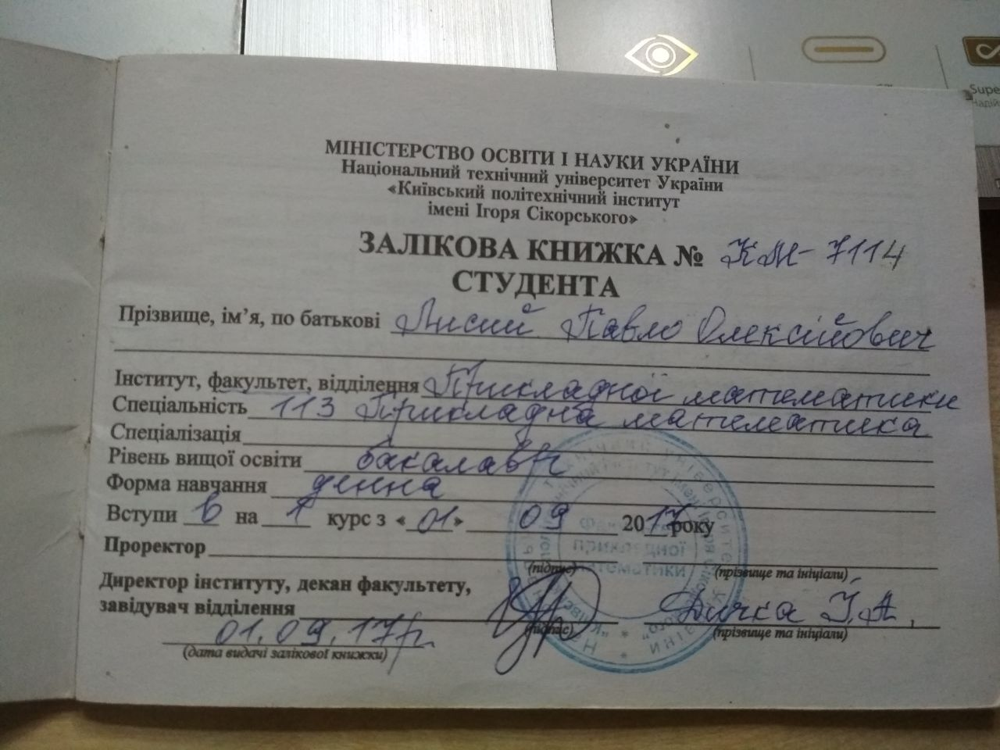 Supe
Надій
МІНІСТЕРСТВО ОСВІТИ І НАУКИ УКРАЇНИ
Національний технічний університет України
«Київський політехнічний інститут
імені Ігоря Сікорського»
ЗАЛІКОВА КНИЖКА № КМ-7114
СТУДЕНТА
Прізвище, ім’я, по батькові Лисий Павло Олексійович
Інститут, факультет, відділення Прикладної математики
Спеціальність 113 Прикладна математика
Спеціалізація
Рівень вищої освіти бакалавр
Форма навчання денна
Вступи в на 1 курс з «01» 09 2017 року
Проректор
(підпис) (прізвище та ініціали)
Директор інституту, декан факультету,
завідувач відділення Дичка І.А.
(підпис) (прізвище та ініціали)
01.09.17р.
(дата видачі залікової книжки)
прикладної
математики